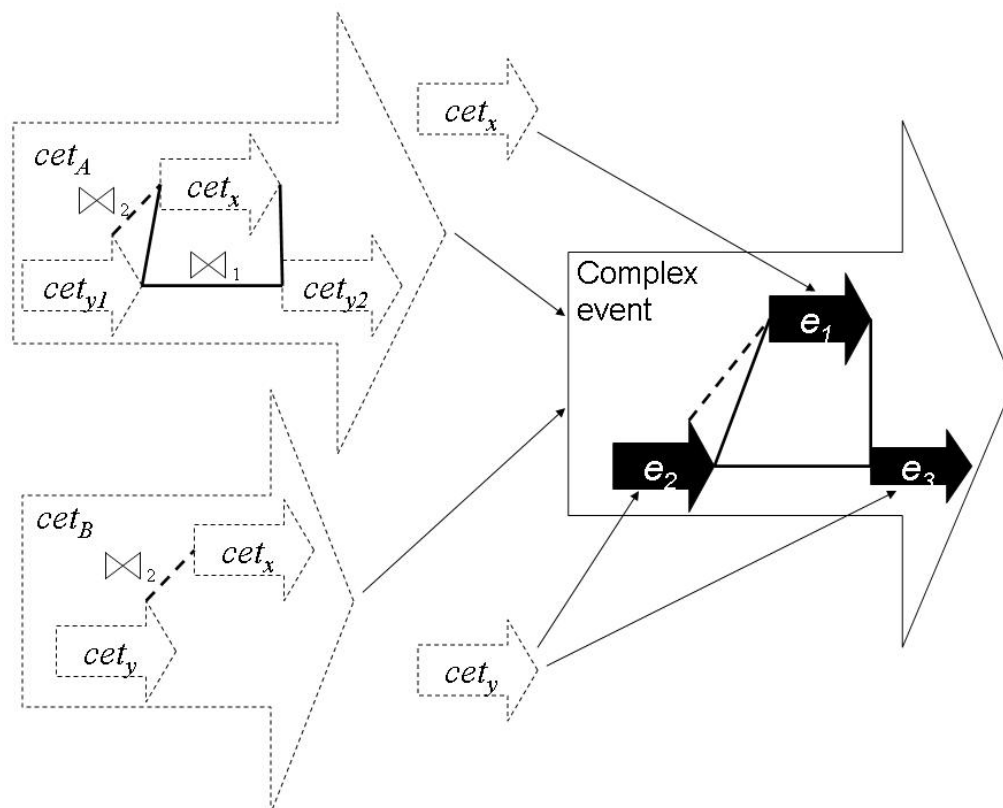 cet_x
cet_A
⋈_2
cet_x
⋈_1
cet_y1
cet_y2
Complex
event
e_1
e_2
e_3
cet_B
⋈_2
cet_x
cet_y
cet_y